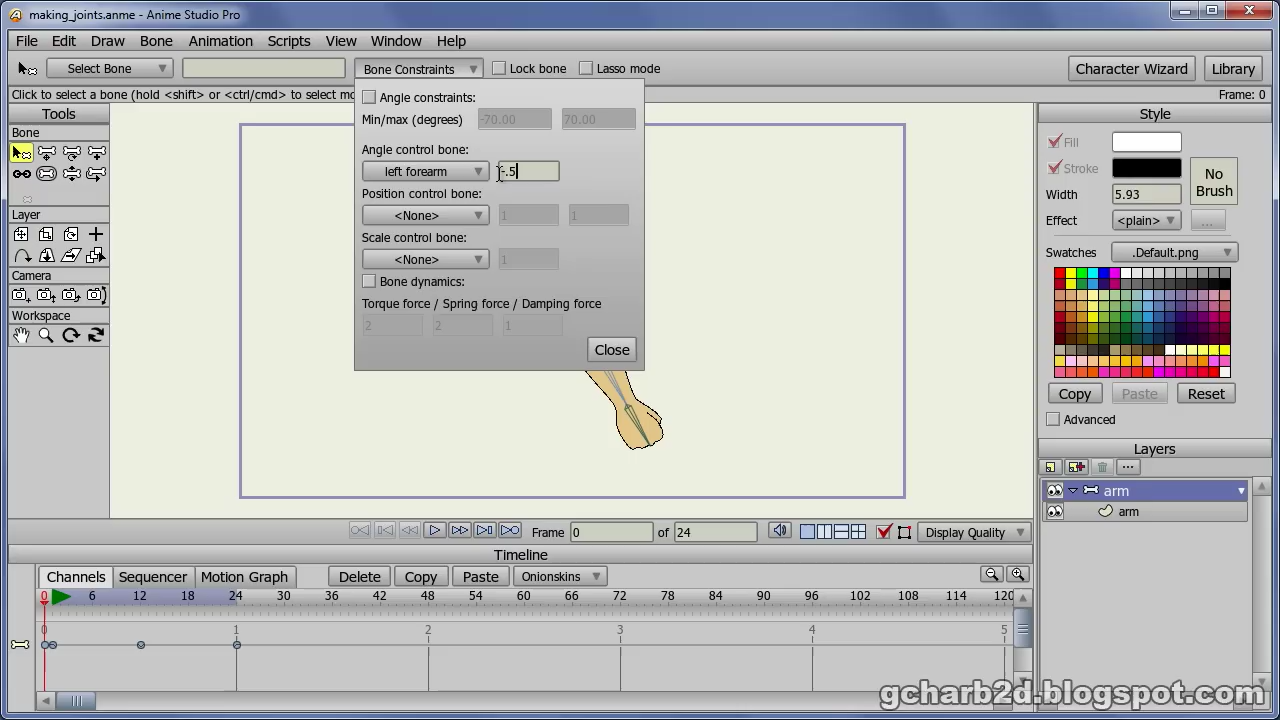 making_joints.anme - Anime Studio Pro
File Edit Draw Bone Animation Scripts View Window Help
Select Bone Bone Constraints Lock bone Lasso mode Character Wizard Library
Click to select a bone (hold <shift> or <ctrl/cmd> to select mo Frame: 0
Tools
Bone
Layer
Camera
Workspace
Angle constraints:
Min/max (degrees) -70.00 70.00
Angle control bone:
left forearm -.5
Position control bone:
<None> 1 1
Scale control bone:
<None> 1
Bone dynamics:
Torque force / Spring force / Damping force
2 2 1
Close
Style
Fill
Stroke
No
Brush
Width 5.93
Effect <plain> ...
Swatches .Default.png
Copy Paste Reset
Advanced
Layers
...
arm
arm
Frame 0 of 24 Display Quality
Timeline
Channels Sequencer Motion Graph Delete Copy Paste Onionskins
0 6 12 18 24 30 36 42 48 54 60 66 72 78 84 90 96 102 108 114 120
0 1 2 3 4 5
gcharb2d.blogspot.com